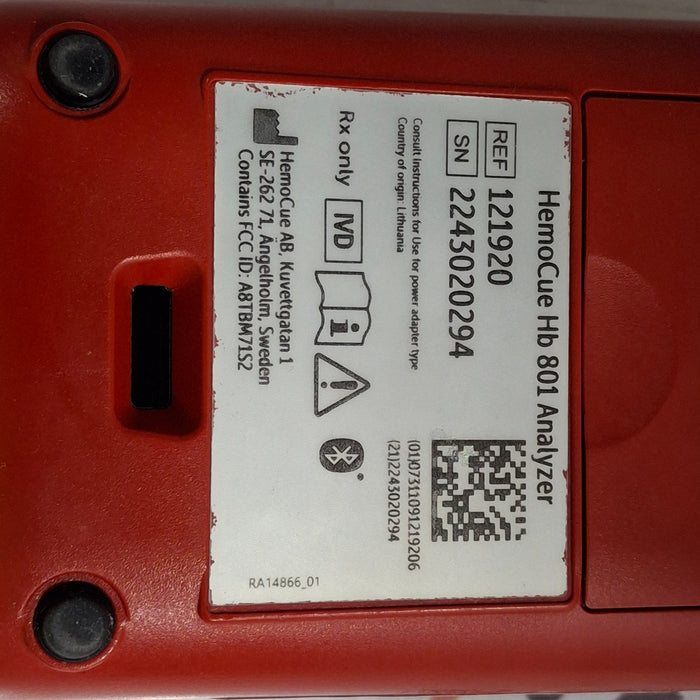 HemoCue Hb 801 Analyzer
REF 121920
SN 2243020294
Consult Instructions for Use for power adapter type
Country of origin: Lithuania
(01)07311091219206
(21)2243020294
Rx only IVD
HemoCue AB, Kuvettgatan 1
SE-262 71, Ängelholm, Sweden
Contains FCC ID: A8TBM71S2
RA14866_01